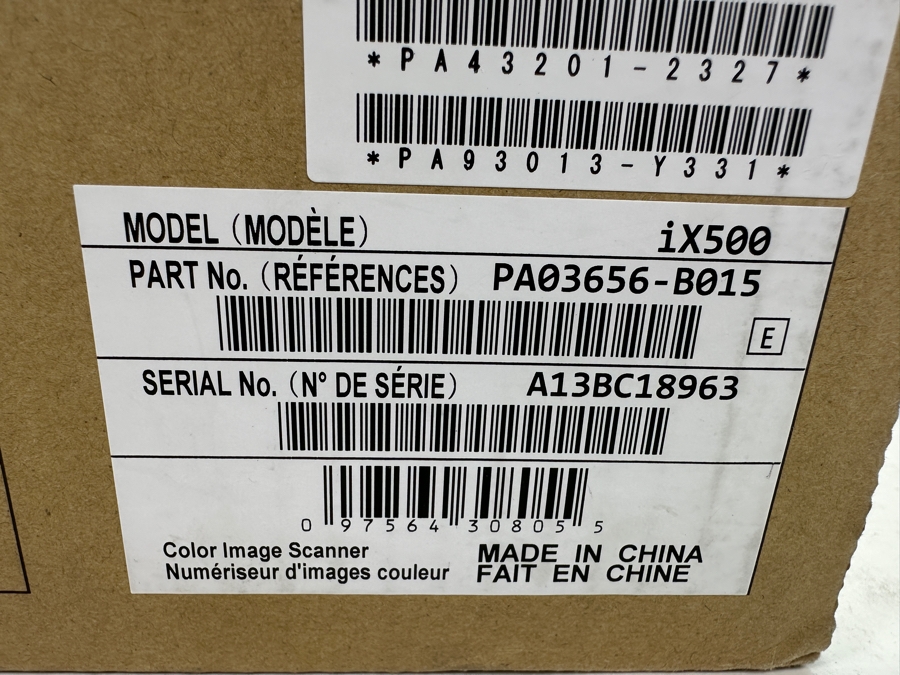 *PA43201-2327*
*PA93013-Y331*
MODEL (MODÈLE) iX500
PART No. (RÉFÉRENCES) PA03656-B015
E
SERIAL No. (N° DE SÉRIE) A13BC18963
0 97564 30805 5
Color Image Scanner MADE IN CHINA
Numériseur d'images couleur FAIT EN CHINE